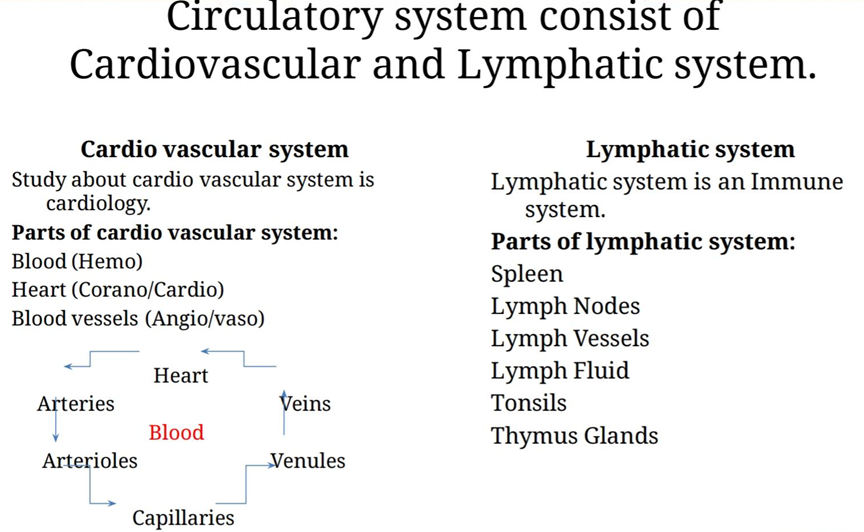 Circulatory system consist of
Cardiovascular and Lymphatic system.
Cardio vascular system
Study about cardio vascular system is
cardiology.
Parts of cardio vascular system:
Blood (Hemo)
Heart (Corano/Cardio)
Blood vessels (Angio/vaso)
Heart
Arteries
Veins
Blood
Arterioles
Venules
Capillaries
Lymphatic system
Lymphatic system is an Immune
system.
Parts of lymphatic system:
Spleen
Lymph Nodes
Lymph Vessels
Lymph Fluid
Tonsils
Thymus Glands